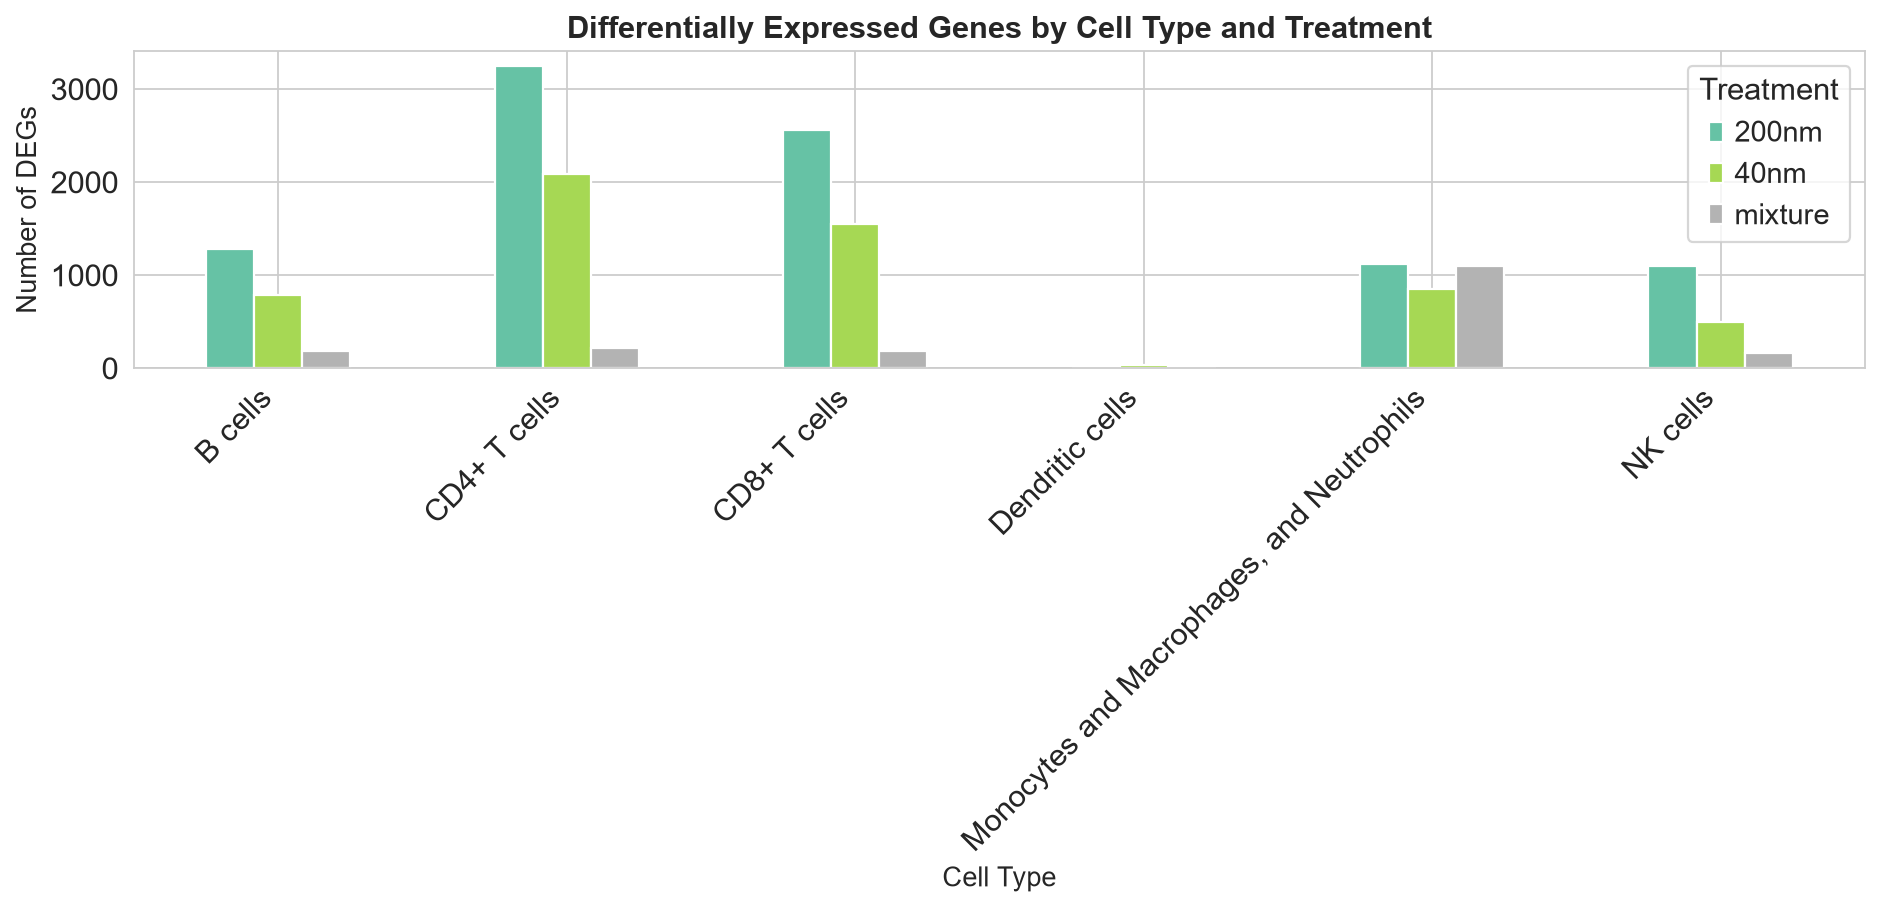 Differentially Expressed Genes by Cell Type and Treatment
Number of DEGs
3000
2000
1000
0
Treatment
200nm
40nm
mixture
B cells
CD4+ T cells
CD8+ T cells
Dendritic cells
Monocytes and Macrophages, and Neutrophils
NK cells
Cell Type